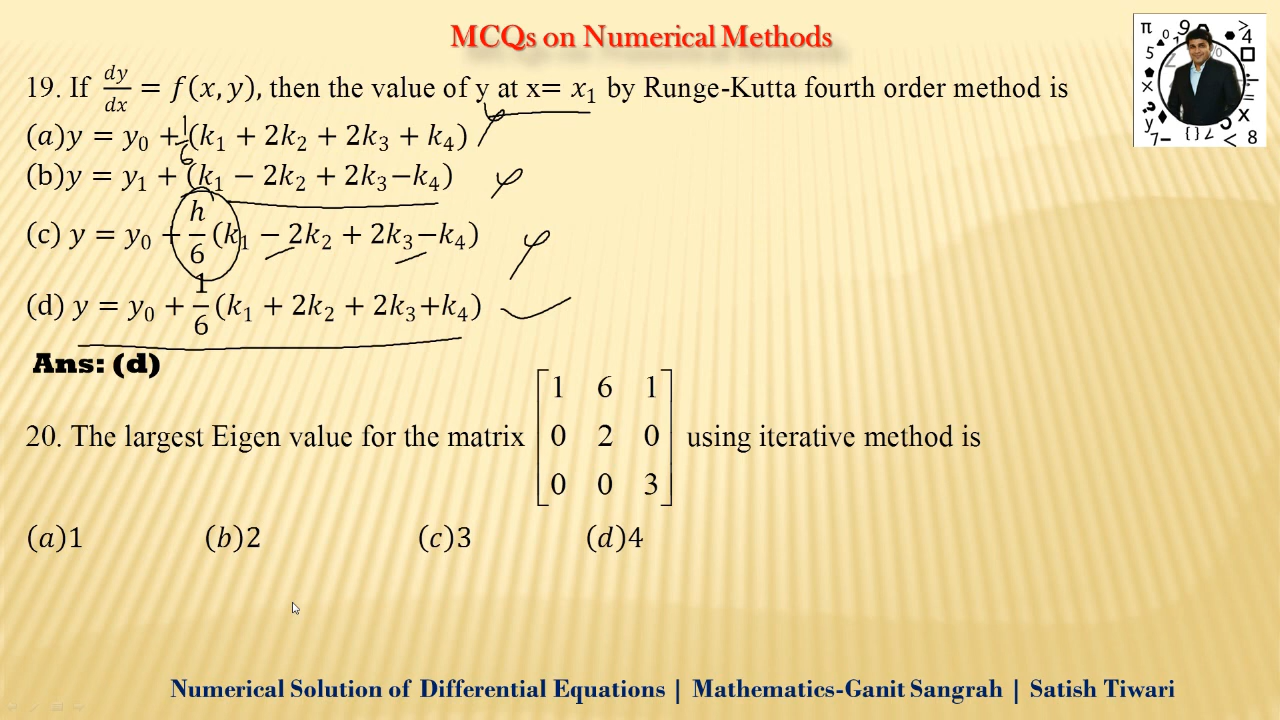 MCQs on Numerical Methods
19. If dy/dx = f(x, y), then the value of y at x= x₁ by Runge-Kutta fourth order method is
(a)y = y₀ + (k₁ + 2k₂ + 2k₃ + k₄)
1/6
(b)y = y₁ + (k₁ − 2k₂ + 2k₃−k₄)
(c) y = y₀ + h/6 (k₁ − 2k₂ + 2k₃−k₄)
(d) y = y₀ + 1/6 (k₁ + 2k₂ + 2k₃+k₄)
Ans: (d)
20. The largest Eigen value for the matrix [1 6 1; 0 2 0; 0 0 3] using iterative method is
(a)1 (b)2 (c)3 (d)4
Numerical Solution of Differential Equations | Mathematics-Ganit Sangrah | Satish Tiwari